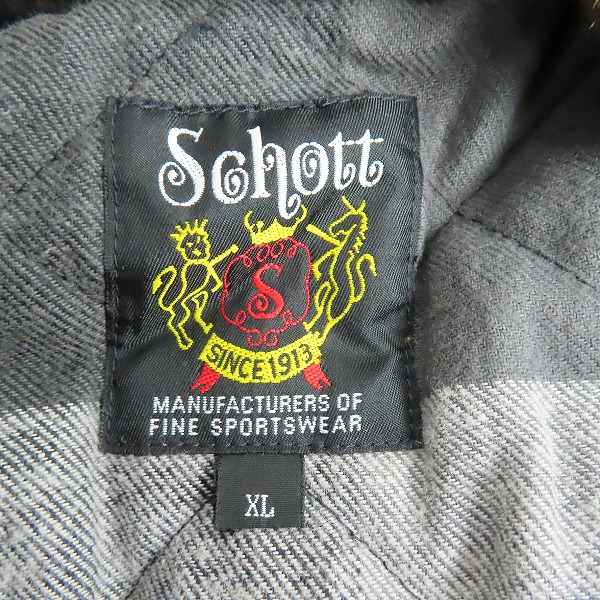 Schott
S
SINCE 1913
MANUFACTURERS OF
FINE SPORTSWEAR
XL